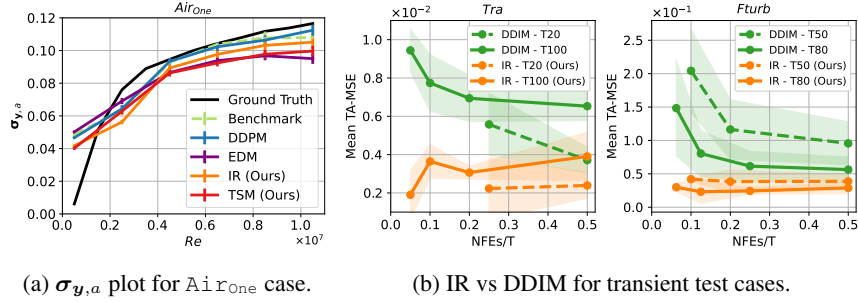 Air_One
σ_y,a
0.12
0.10
0.08
0.06
0.04
0.02
0.00
Ground Truth
Benchmark
DDPM
EDM
IR (Ours)
TSM (Ours)
0.0 0.2 0.4 0.6 0.8 1.0
Re
×10^7
Tra
×10^−2
Mean TA-MSE
1.0
0.8
0.6
0.4
0.2
DDIM - T20
DDIM - T100
IR - T20 (Ours)
IR - T100 (Ours)
0.0 0.1 0.2 0.3 0.4 0.5
NFEs/T
Fturb
×10^−1
Mean TA-MSE
2.5
2.0
1.5
1.0
0.5
0.0
DDIM - T50
DDIM - T80
IR - T50 (Ours)
IR - T80 (Ours)
0.0 0.1 0.2 0.3 0.4 0.5
NFEs/T
(a) σ_y,a plot for Air_One case.
(b) IR vs DDIM for transient test cases.